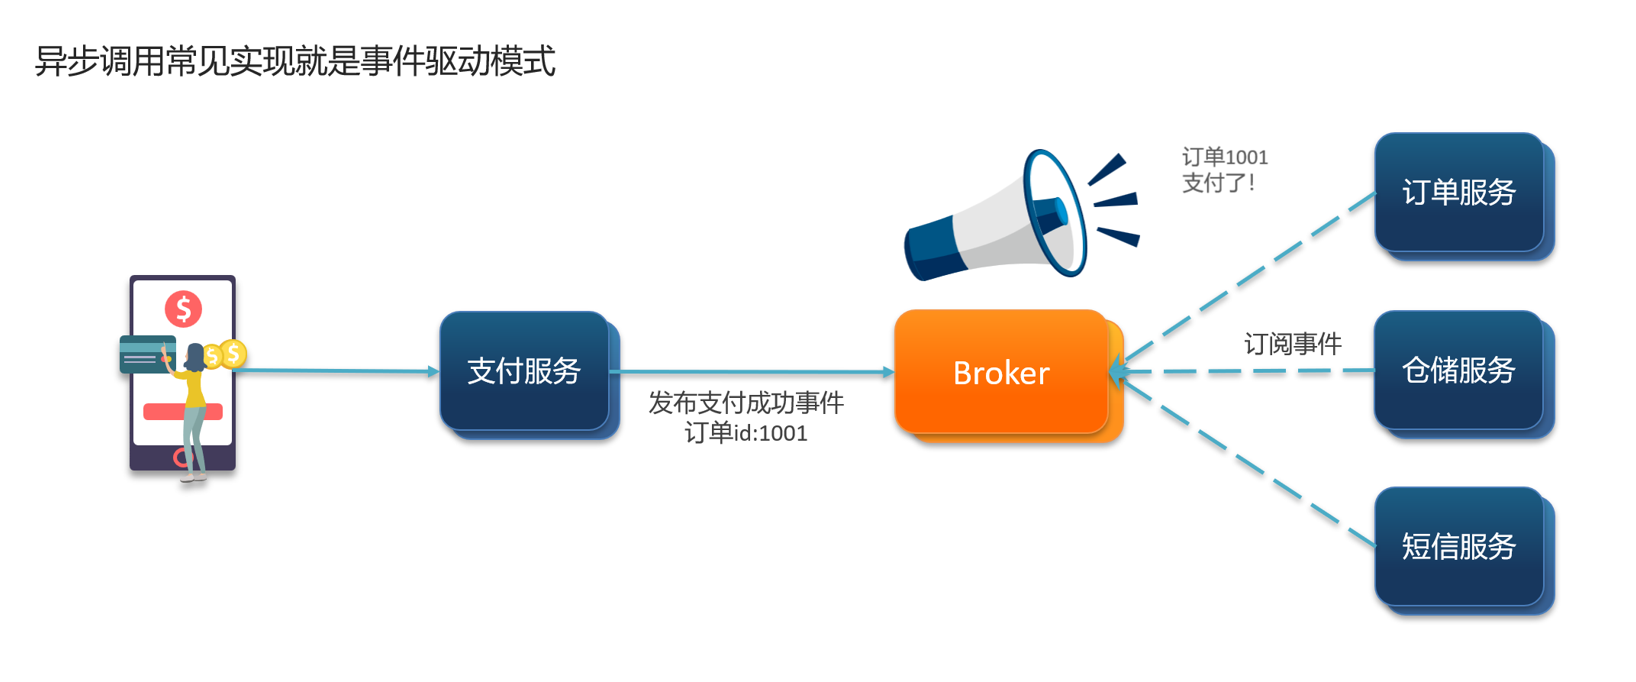 异步调用常见实现就是事件驱动模式
订单1001
支付了!
订单服务
支付服务
发布支付成功事件
订单id:1001
Broker
订阅事件
仓储服务
短信服务